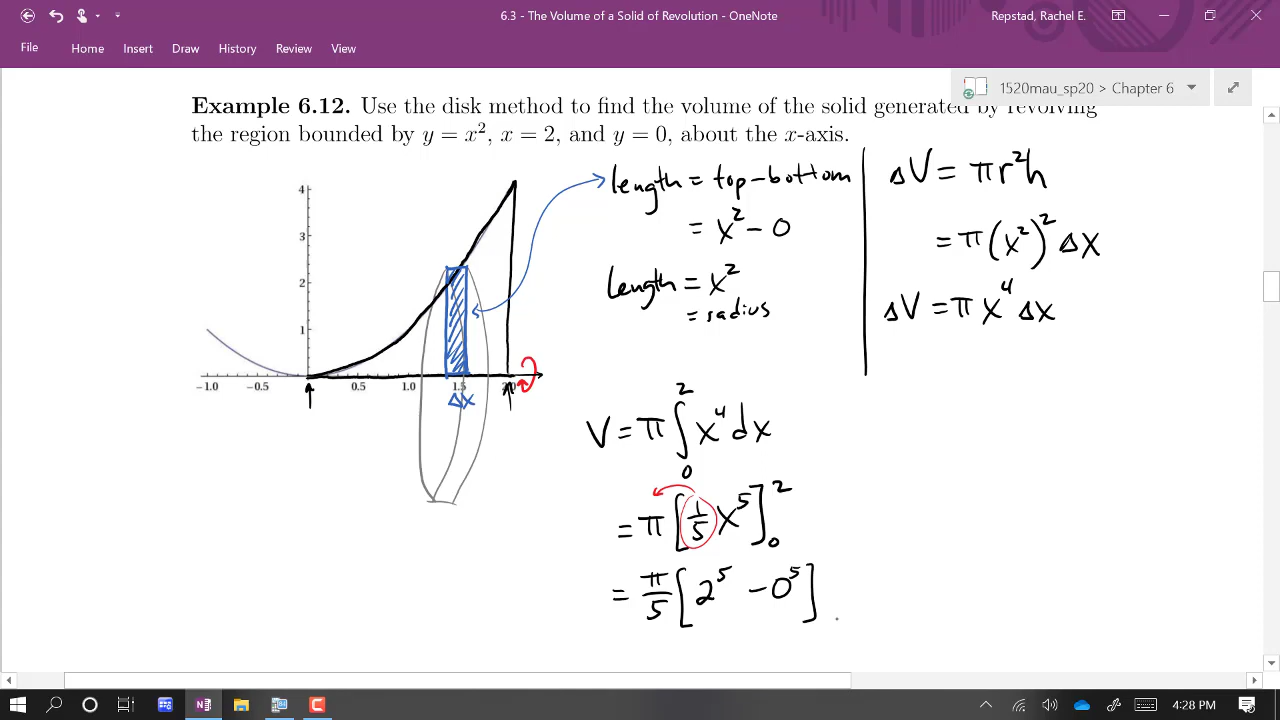 6.3 - The Volume of a Solid of Revolution - OneNote
Repstad, Rachel E.
File Home Insert Draw History Review View
1520mau_sp20 > Chapter 6
Example 6.12. Use the disk method to find the volume of the solid generated by revolving
the region bounded by y = x², x = 2, and y = 0, about the x-axis.
4
3
2
1
-1.0 -0.5 0.5 1.0 1.5 2.0
Δx
length = top-bottom
= x² - 0
length = x²
= radius
ΔV = πr²h
= π(x²)² Δx
ΔV = πx⁴ Δx
V = π∫₀² x⁴ dx
= π[1/5 x⁵]₀²
= π/5 [2⁵ - 0⁵]
4:28 PM